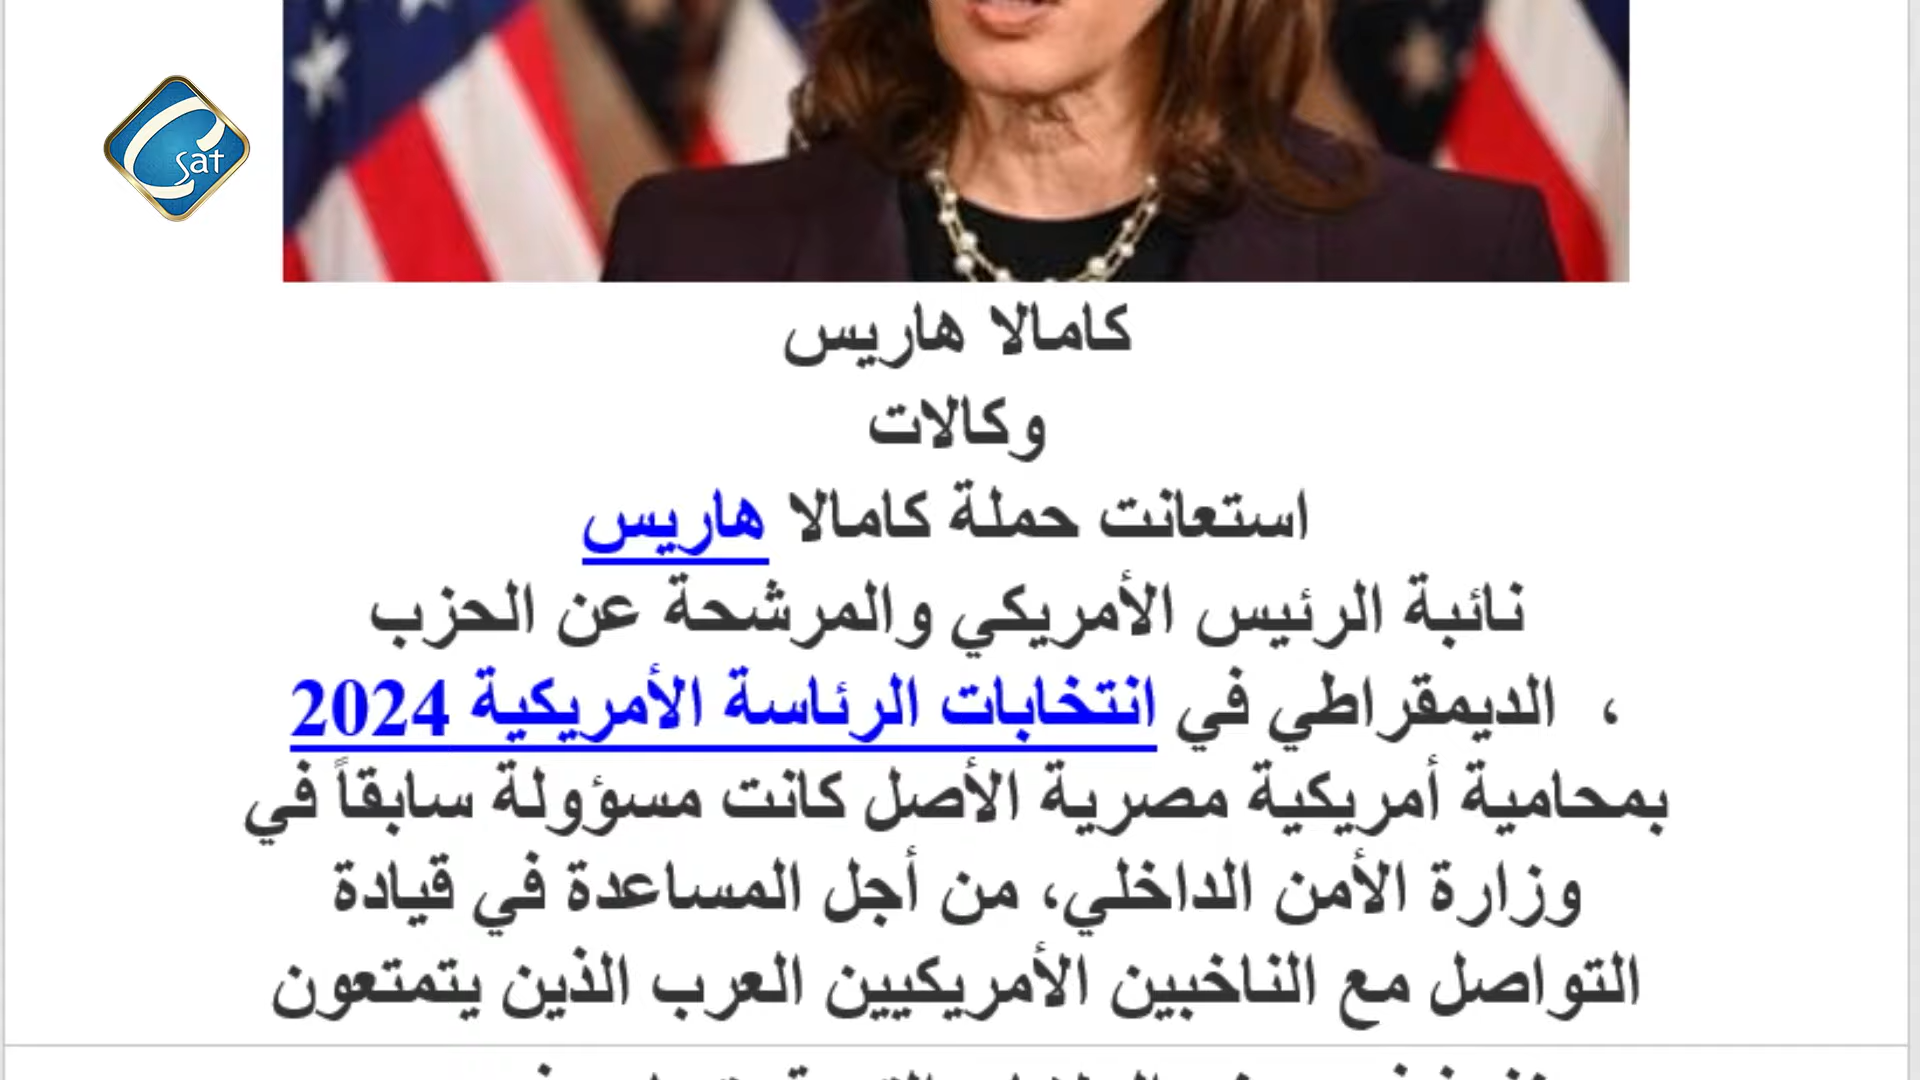 Csat
كامالا هاريس
وكالات
استعانت حملة كامالا هاريس
نائبة الرئيس الأمريكي والمرشحة عن الحزب
، الديمقراطي في انتخابات الرئاسة الأمريكية 2024
بمحامية أمريكية مصرية الأصل كانت مسؤولة سابقاً في
وزارة الأمن الداخلي، من أجل المساعدة في قيادة
التواصل مع الناخبين الأمريكيين العرب الذين يتمتعون